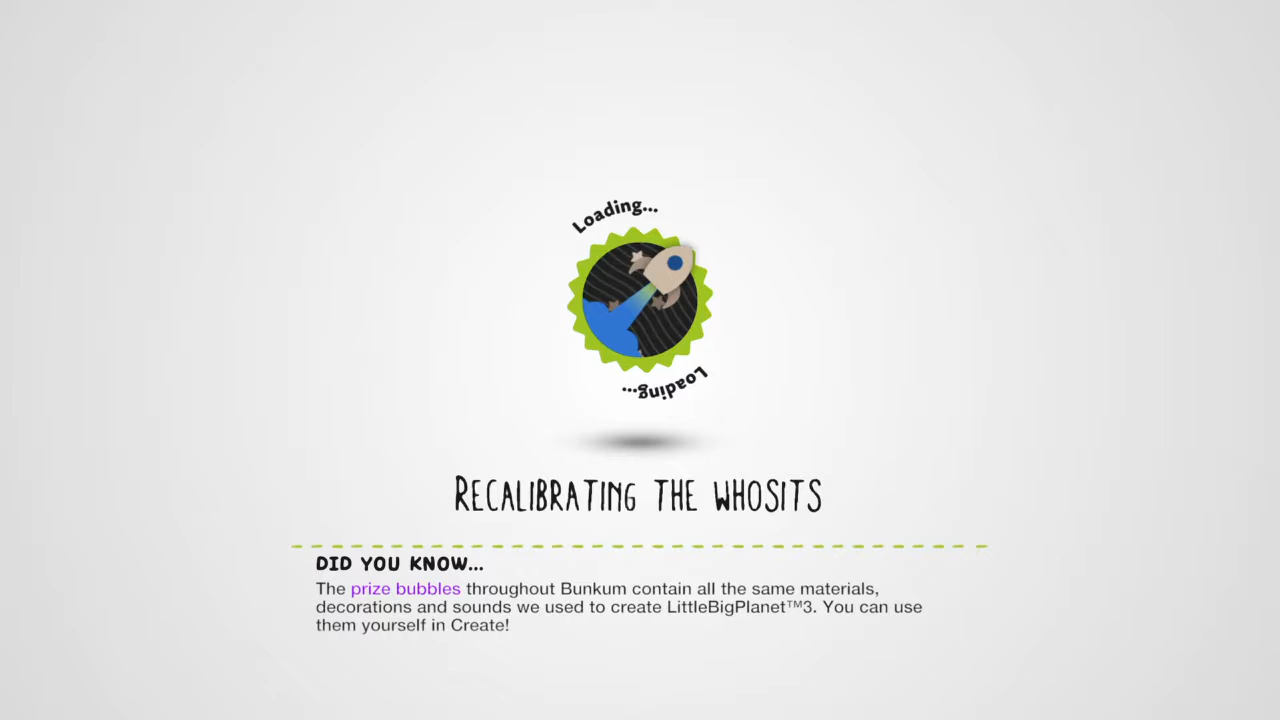 Loading...
Loading...
RECALIBRATING THE WHOSITS
DID YOU KNOW...
The prize bubbles throughout Bunkum contain all the same materials,
decorations and sounds we used to create LittleBigPlanet™3. You can use
them yourself in Create!